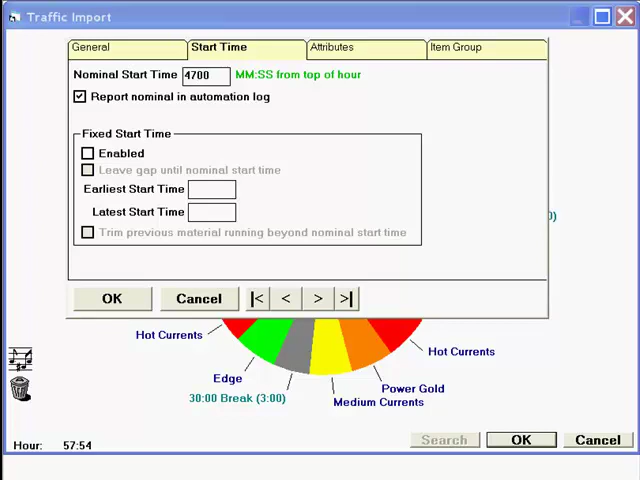 Traffic Import
General
Start Time
Attributes
Item Group
Nominal Start Time 4700 MM:SS from top of hour
Report nominal in automation log
Fixed Start Time
Enabled
Leave gap until nominal start time
Earliest Start Time
Latest Start Time
0)
Trim previous material running beyond nominal start time
OK Cancel |< < > >|
Hot Currents
Hot Currents
Edge
Power Gold
30:00 Break (3:00)
Medium Currents
Hour: 57:54
Search OK Cancel